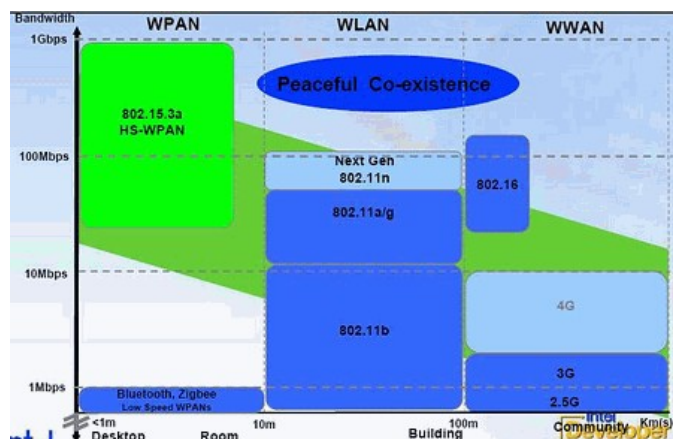 Bandwidth
WPAN WLAN WWAN
1Gbps
Peaceful Co-existence
802.15.3a
HS-WPAN
100Mbps
Next Gen
802.11n
802.16
802.11a/g
10Mbps
4G
802.11b
3G
1Mbps
Bluetooth, Zigbee
Low Speed WPANs
2.5G
<1m 10m 100m Km(s)
Desktop Room Building Community
intel